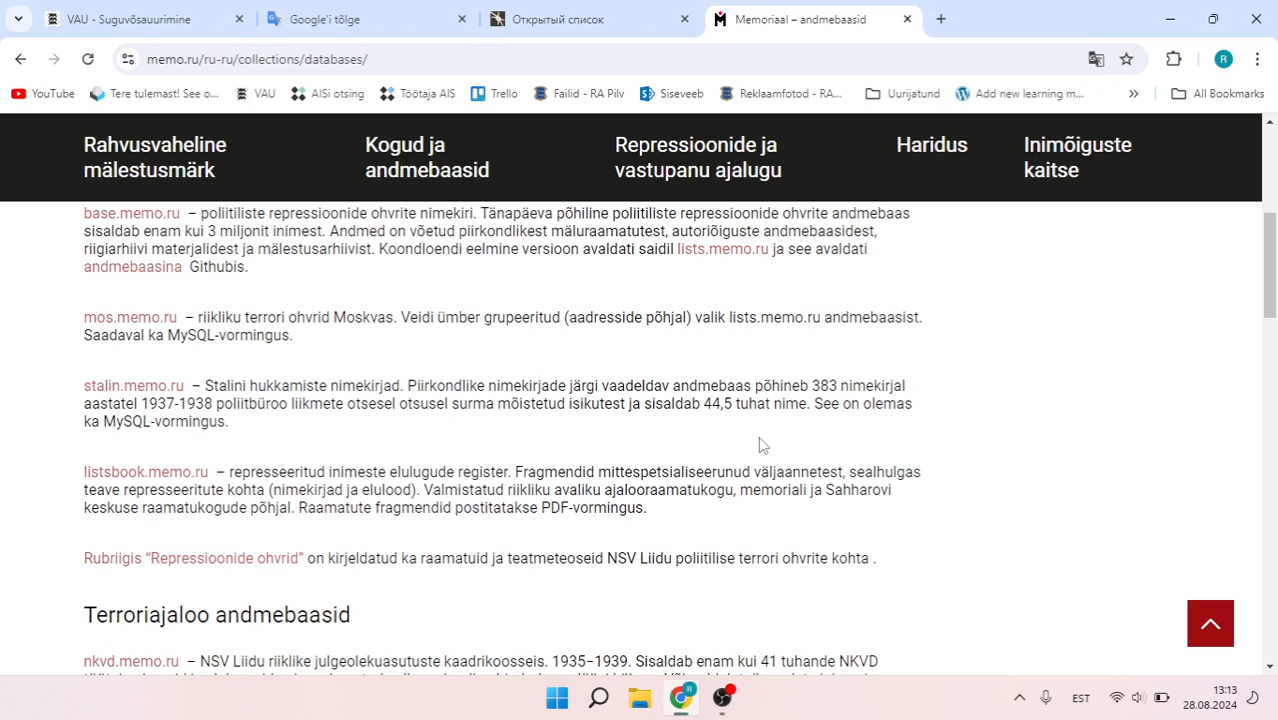 VAU - Suguvõsauurimine
Google'i tõlge
Открытый список
Memoriaal – andmebaasid
memo.ru/ru-ru/collections/databases/
R
YouTube
Tere tulemast! See o...
VAU
AISi otsing
Töötaja AIS
Trello
Failid - RA Pilv
Siseveeb
Reklaamfotod - RA...
Uurijatund
Add new learning m...
All Bookmarks
Rahvusvaheline
mälestusmärk
Kogud ja
andmebaasid
Repressioonide ja
vastupanu ajalugu
Haridus
Inimõiguste
kaitse
base.memo.ru – poliitiliste repressioonide ohvrite nimekiri. Tänapäeva põhiline poliitiliste repressioonide ohvrite andmebaas
sisaldab enam kui 3 miljonit inimest. Andmed on võetud piirkondlikest mäluraamatutest, autoriõiguste andmebaasidest,
riigiarhiivi materjalidest ja mälestusarhiivist. Koondloendi eelmine versioon avaldati saidil lists.memo.ru ja see avaldati
andmebaasina Githubis.
mos.memo.ru – riikliku terrori ohvrid Moskvas. Veidi ümber grupeeritud (aadresside põhjal) valik lists.memo.ru andmebaasist.
Saadaval ka MySQL-vormingus.
stalin.memo.ru – Stalini hukkamiste nimekirjad. Piirkondlike nimekirjade järgi vaadeldav andmebaas põhineb 383 nimekirjal
aastatel 1937-1938 poliitbüroo liikmete otsesel otsusel surma mõistetud isikutest ja sisaldab 44,5 tuhat nime. See on olemas
ka MySQL-vormingus.
listsbook.memo.ru – represseeritud inimeste elulugude register. Fragmendid mittespetsialiseerunud väljaannetest, sealhulgas
teave represseeritute kohta (nimekirjad ja elulood). Valmistatud riikliku avaliku ajalooraamatukogu, memoriali ja Sahharovi
keskuse raamatukogude põhjal. Raamatute fragmendid postitatakse PDF-vormingus.
Rubriigis “Repressioonide ohvrid” on kirjeldatud ka raamatuid ja teatmeteoseid NSV Liidu poliitilise terrori ohvrite kohta .
Terroriajaloo andmebaasid
nkvd.memo.ru – NSV Liidu riiklike julgeolekuasutuste kaadrikoosseis. 1935–1939. Sisaldab enam kui 41 tuhande NKVD
R
EST
13:13
28.08.2024